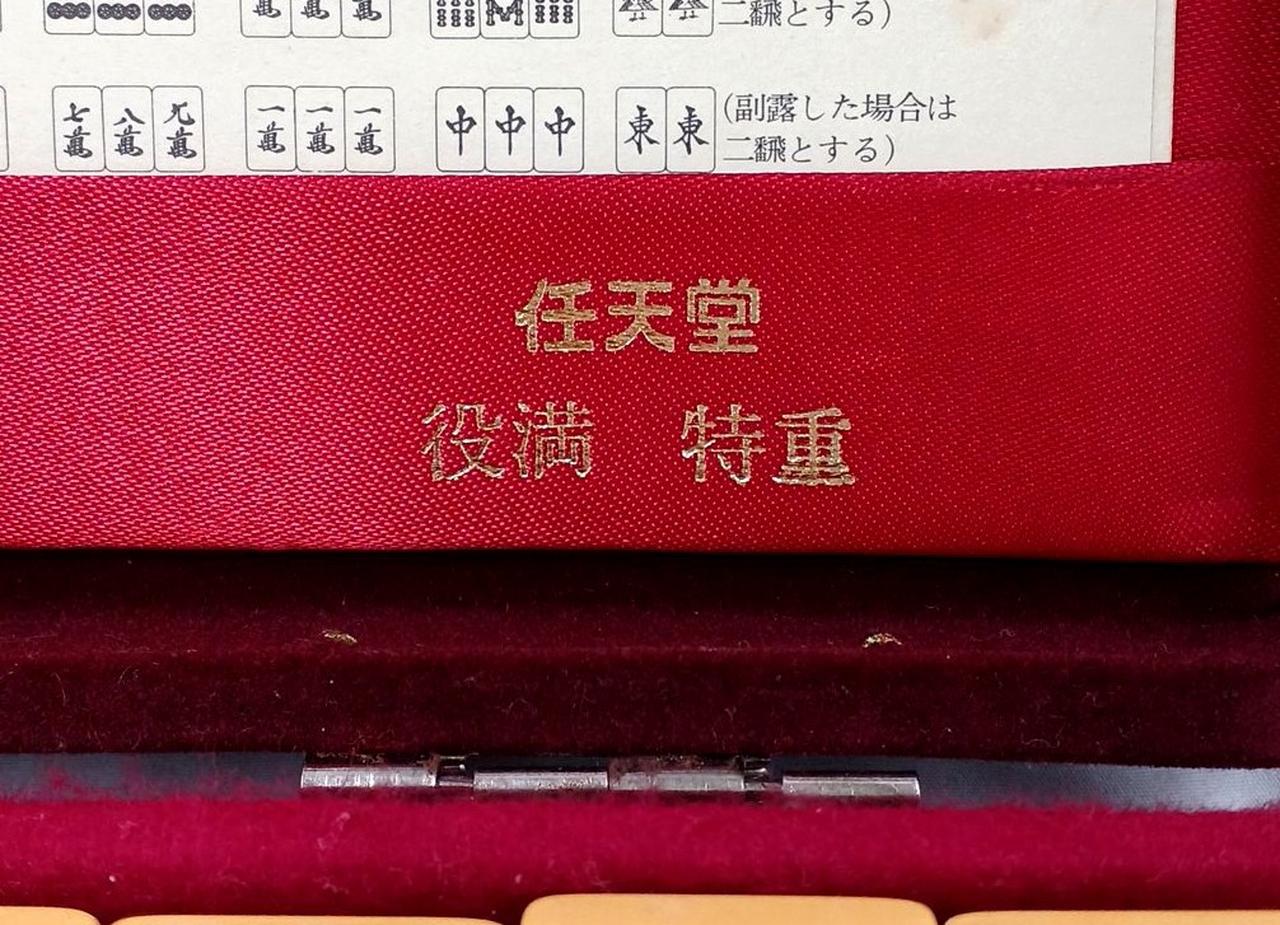 二飜とする)
七萬 八萬 九萬 一萬 一萬 一萬 中 中 中 東 東 (副露した場合は
二飜とする)
任天堂
役満 特重